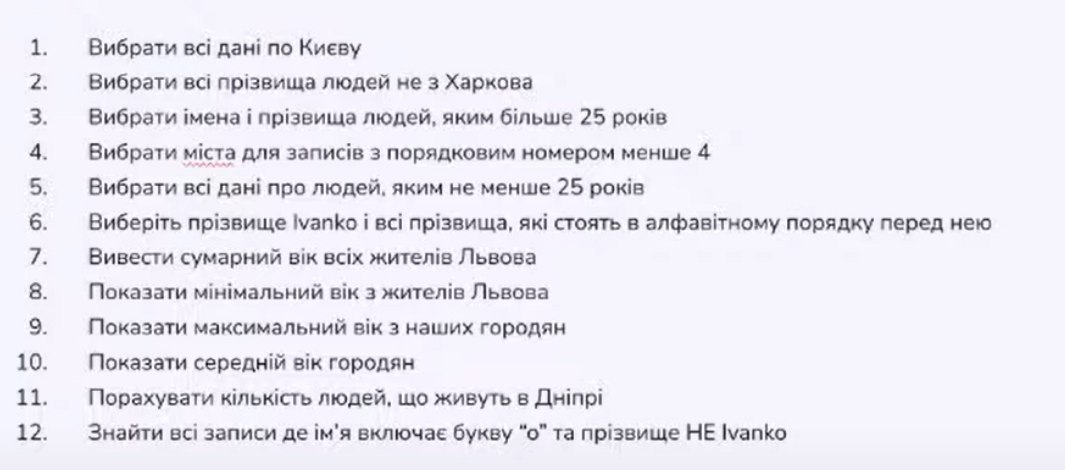 1. Вибрати всі дані по Києву
2. Вибрати всі прізвища людей не з Харкова
3. Вибрати імена і прізвища людей, яким більше 25 років
4. Вибрати міста для записів з порядковим номером менше 4
5. Вибрати всі дані про людей, яким не менше 25 років
6. Виберіть прізвище Ivanko і всі прізвища, які стоять в алфавітному порядку перед нею
7. Вивести сумарний вік всіх жителів Львова
8. Показати мінімальний вік з жителів Львова
9. Показати максимальний вік з наших городян
10. Показати середній вік городян
11. Порахувати кількість людей, що живуть в Дніпрі
12. Знайти всі записи де ім'я включає букву “о” та прізвище НЕ Ivanko